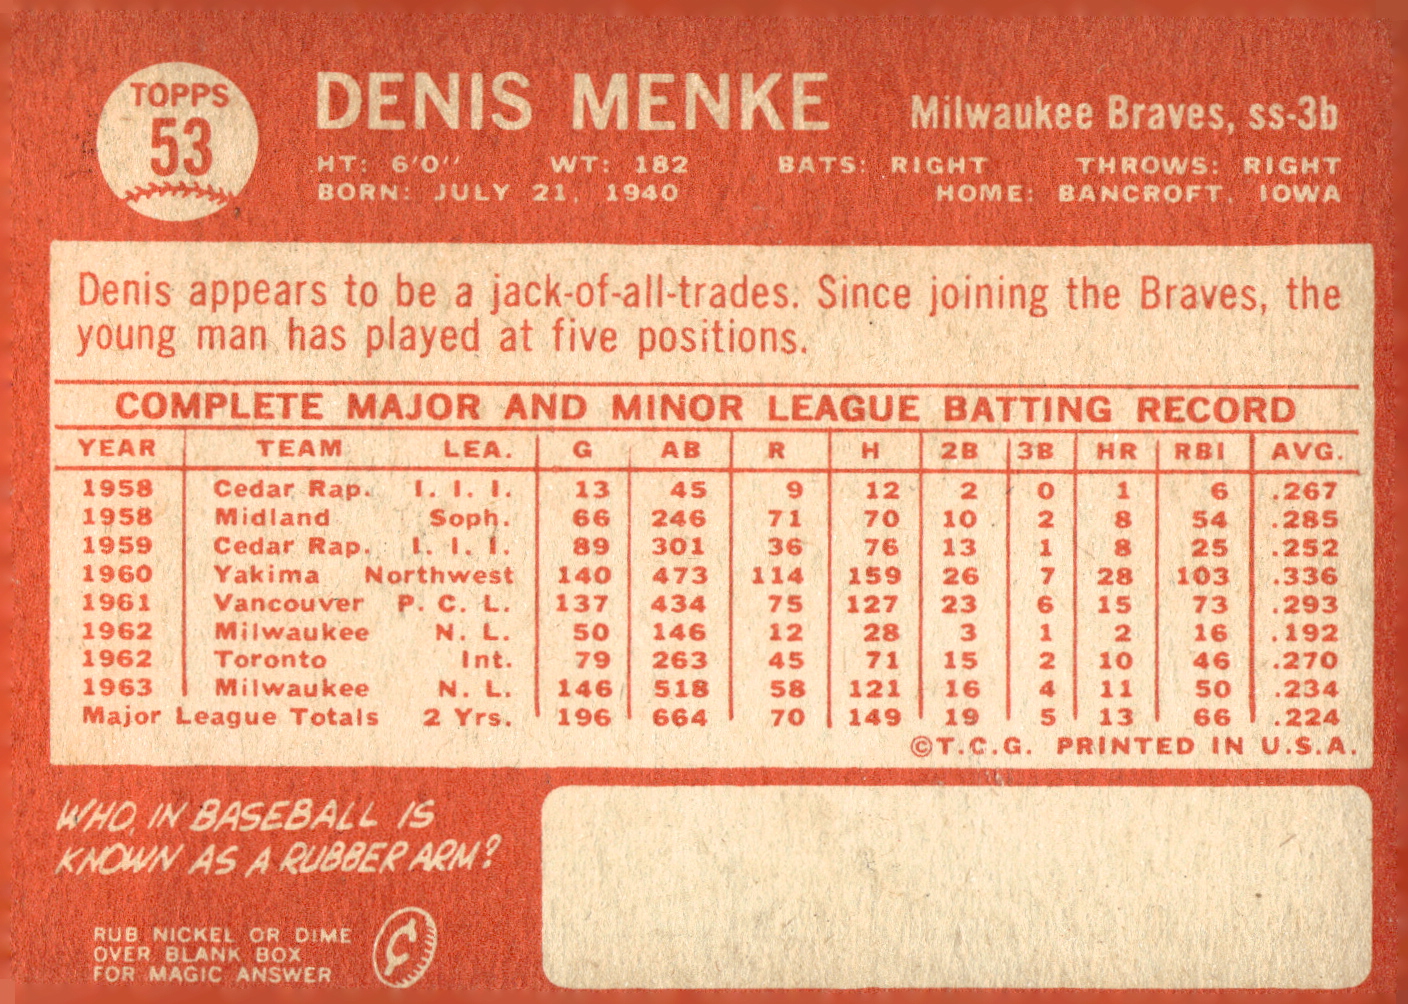 TOPPS
53
DENIS MENKE
Milwaukee Braves, ss-3b
HT: 6'0" WT: 182 BATS: RIGHT THROWS: RIGHT
BORN: JULY 21, 1940 HOME: BANCROFT, IOWA
Denis appears to be a jack-of-all-trades. Since joining the Braves, the
young man has played at five positions.
COMPLETE MAJOR AND MINOR LEAGUE BATTING RECORD
YEAR TEAM LEA. G AB R H 2B 3B HR RBI AVG.
1958 Cedar Rap. I. I. I. 13 45 9 12 2 0 1 6 .267
1958 Midland Soph. 66 246 71 70 10 2 8 54 .285
1959 Cedar Rap. I. I. I. 89 301 36 76 13 1 8 25 .252
1960 Yakima Northwest 140 473 114 159 26 7 28 103 .336
1961 Vancouver P. C. L. 137 434 75 127 23 6 15 73 .293
1962 Milwaukee N. L. 50 146 12 28 3 1 2 16 .192
1962 Toronto Int. 79 263 45 71 15 2 10 46 .270
1963 Milwaukee N. L. 146 518 58 121 16 4 11 50 .234
Major League Totals 2 Yrs. 196 664 70 149 19 5 13 66 .224
©T.C.G. PRINTED IN U.S.A.
WHO, IN BASEBALL IS
KNOWN AS A RUBBER ARM?
RUB NICKEL OR DIME
OVER BLANK BOX
FOR MAGIC ANSWER